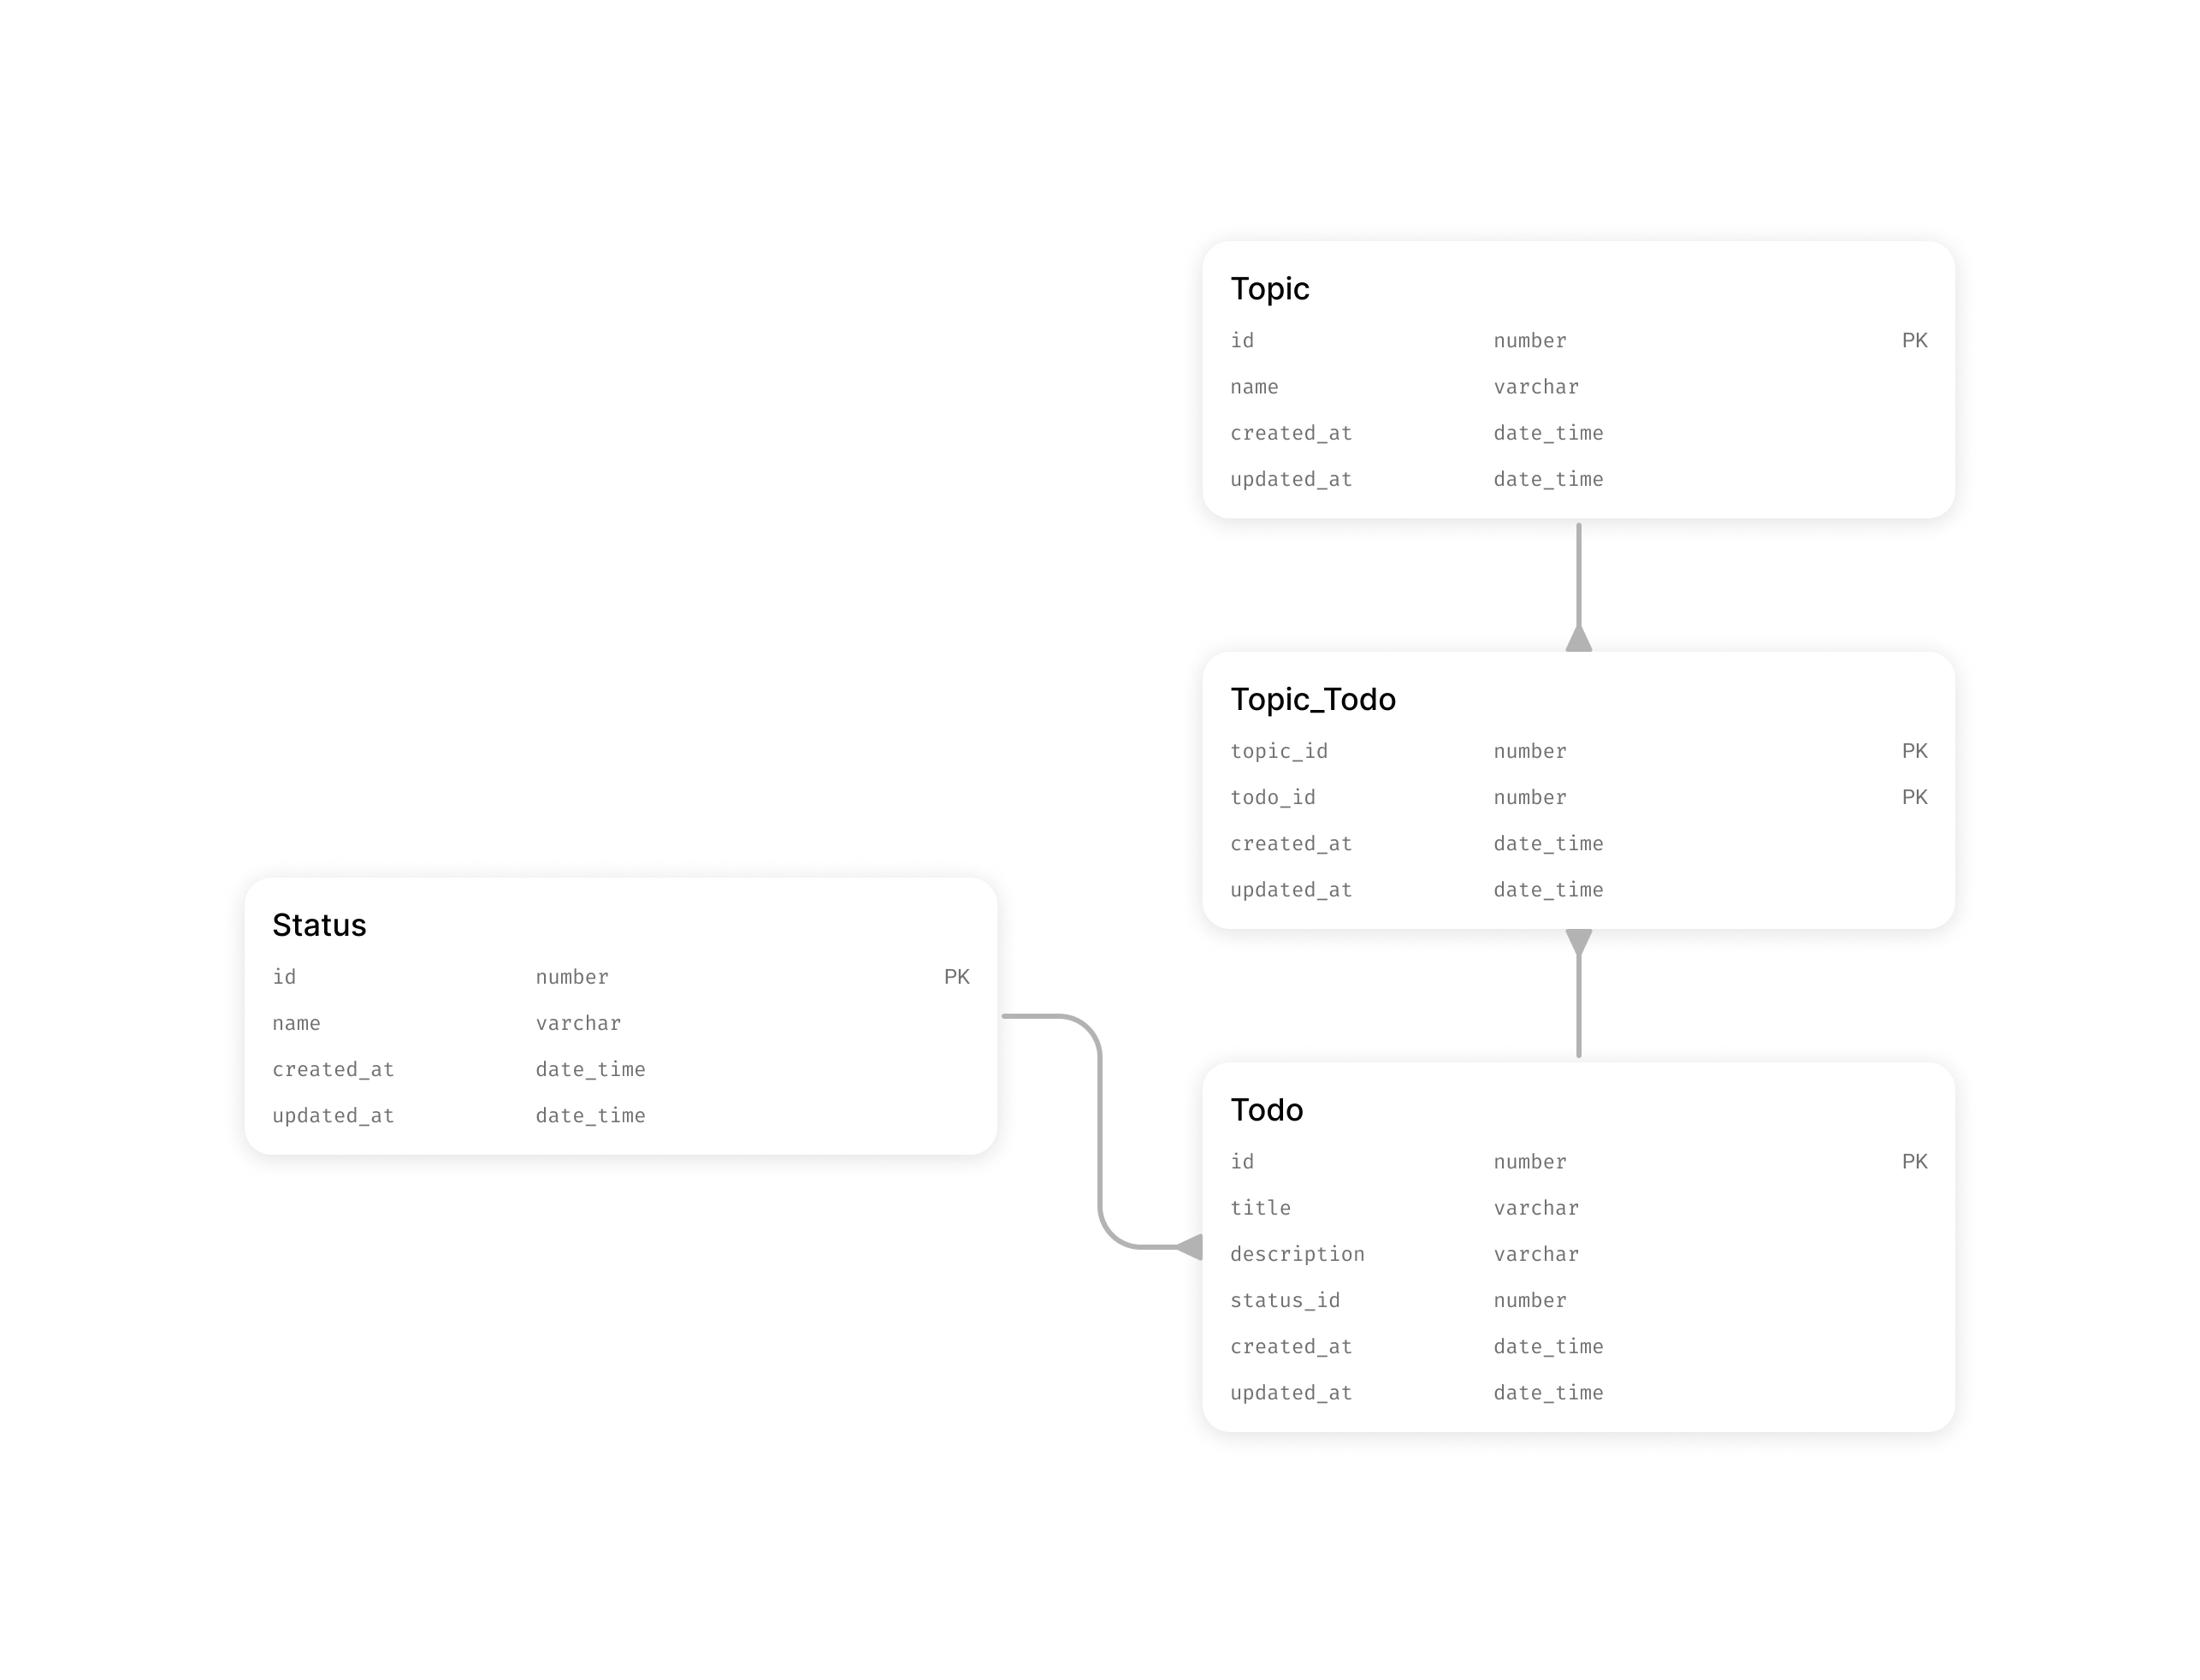 Topic
id number PK
name varchar
created_at date_time
updated_at date_time
Topic_Todo
topic_id number PK
todo_id number PK
created_at date_time
updated_at date_time
Status
id number PK
name varchar
created_at date_time
updated_at date_time
Todo
id number PK
title varchar
description varchar
status_id number
created_at date_time
updated_at date_time